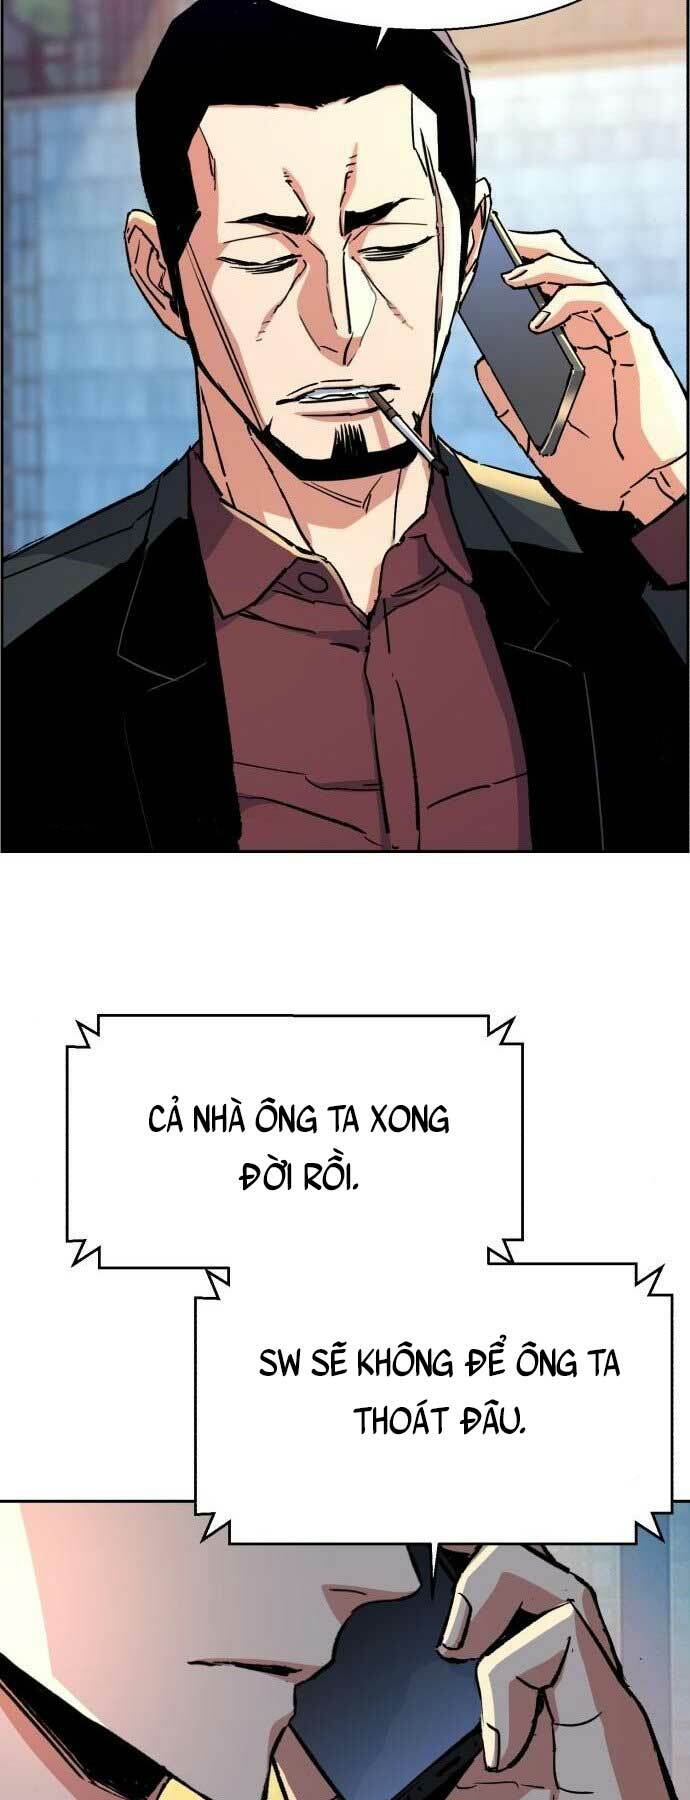 CẢ NHÀ ÔNG TA XONG
ĐỜI RỒI.
SW SẼ KHÔNG ĐỂ ÔNG TA
THOÁT ĐÂU.